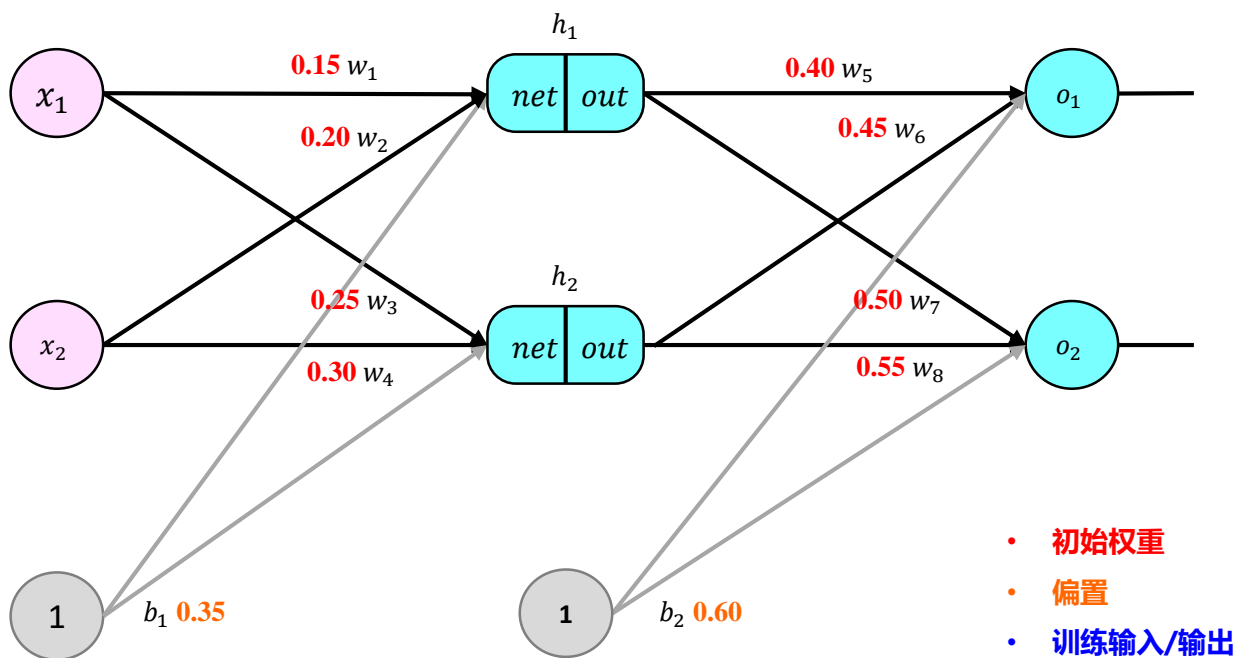 h₁
x₁
0.15 w₁
net out
0.40 w₅
o₁
0.20 w₂
0.45 w₆
h₂
0.25 w₃
0.50 w₇
x₂
net out
o₂
0.30 w₄
0.55 w₈
1
b₁ 0.35
1
b₂ 0.60
• 初始权重
• 偏置
• 训练输入/输出